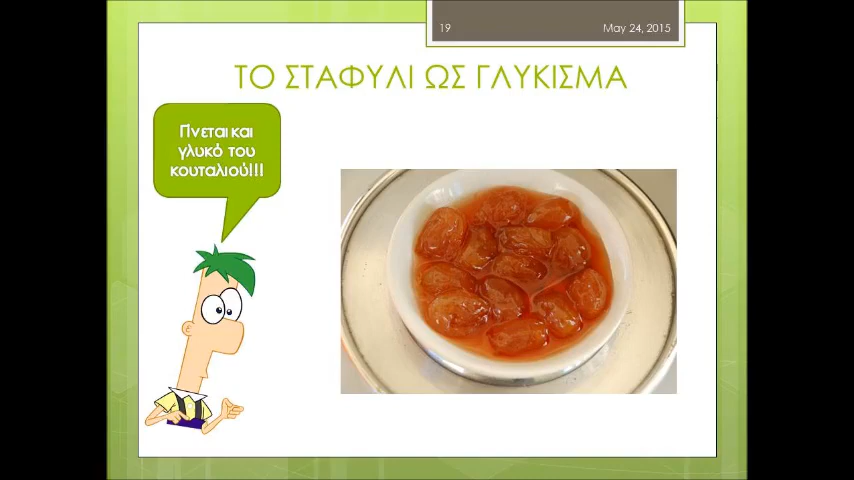 19
May 24, 2015
ΤΟ ΣΤΑΦΥΛΙ ΩΣ ΓΛΥΚΙΣΜΑ
Γίνεται και
γλυκό του
κουταλιού!!!